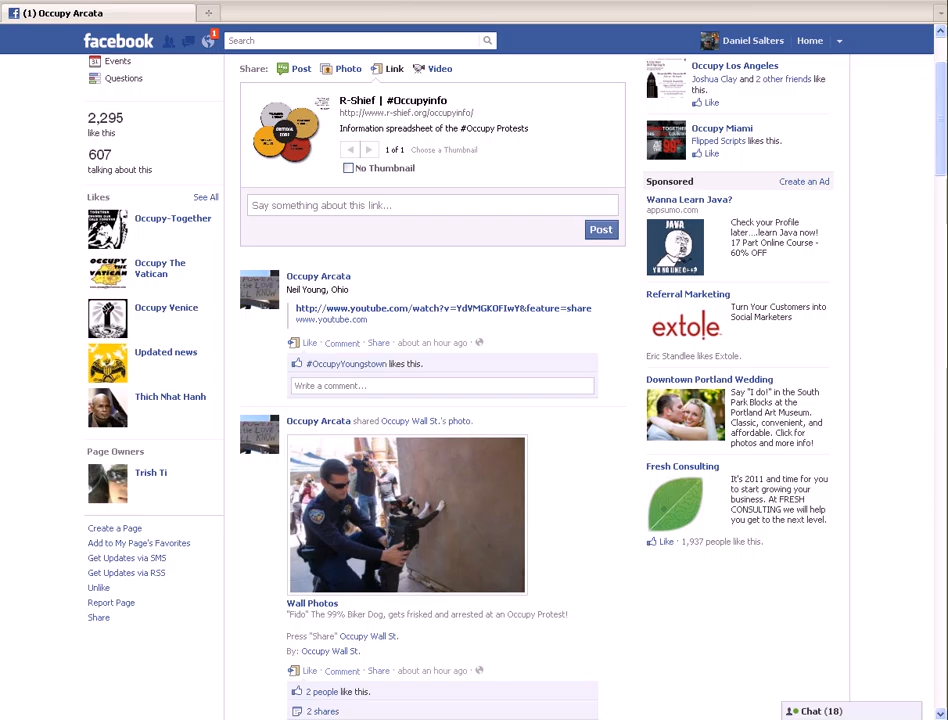 (1) Occupy Arcata
facebook
1
Search
Daniel Salters
Home
Events
Questions
2,295
like this
607
talking about this
Likes
See All
Occupy-Together
Occupy The
Vatican
Occupy Venice
Updated news
Thich Nhat Hanh
Page Owners
Trish Ti
Create a Page
Add to My Page's Favorites
Get Updates via SMS
Get Updates via RSS
Unlike
Report Page
Share
Share: Post Photo Link Video
R-Shief | #Occupyinfo
http://www.r-shief.org/occupyinfo/
Information spreadsheet of the #Occupy Protests
1 of 1 Choose a Thumbnail
No Thumbnail
Say something about this link...
Post
Occupy Arcata
Neil Young, Ohio
http://www.youtube.com/watch?v=YdVMGKOFIwY&feature=share
www.youtube.com
Like · Comment · Share · about an hour ago ·
#OccupyYoungstown likes this.
Write a comment...
Occupy Arcata shared Occupy Wall St.'s photo.
Wall Photos
"Fido" The 99% Biker Dog, gets frisked and arrested at an Occupy Protest!
Press "Share" Occupy Wall St.
By: Occupy Wall St.
Like · Comment · Share · about an hour ago ·
2 people like this.
2 shares
Occupy Los Angeles
Joshua Clay and 2 other friends like
this.
Like
Occupy Miami
Flipped Scripts likes this.
Like
Sponsored
Create an Ad
Wanna Learn Java?
appsumo.com
JAVA
Y U NO LIKE C++?
Check your Profile
later....learn Java now!
17 Part Online Course -
60% OFF
Referral Marketing
extole.
Turn Your Customers into
Social Marketers
Eric Standlee likes Extole.
Downtown Portland Wedding
Say "I do!" in the South
Park Blocks at the
Portland Art Museum.
Classic, convenient, and
affordable. Click for
photos and more info!
Fresh Consulting
It's 2011 and time for you
to start growing your
business. At FRESH
CONSULTING we will help
you get to the next level.
Like · 1,937 people like this.
Chat (18)